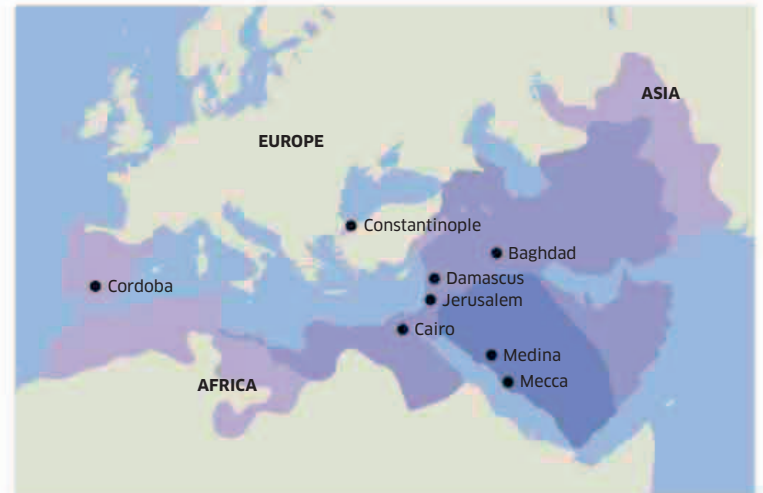 ASIA
EUROPE
Constantinople
Baghdad
Damascus
Cordoba
Jerusalem
Cairo
Medina
AFRICA
Mecca